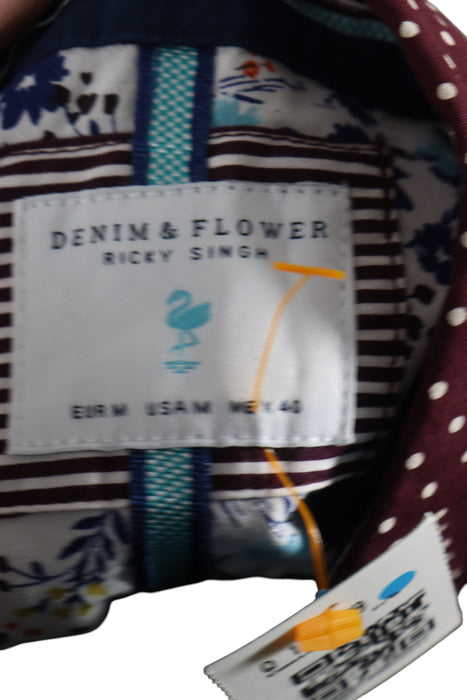 DENIM & FLOWER
RICKY SINGH
EUR M USA M MEX 40